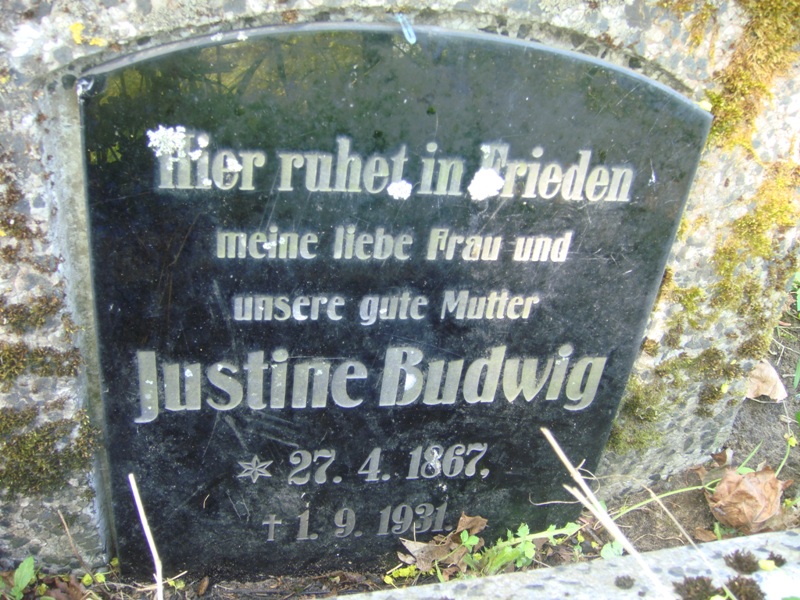 Hier ruhet in Frieden
meine liebe Frau und
unsere gute Mutter
Justine Budwig
* 27. 4. 1867,
† 1. 9. 1931.